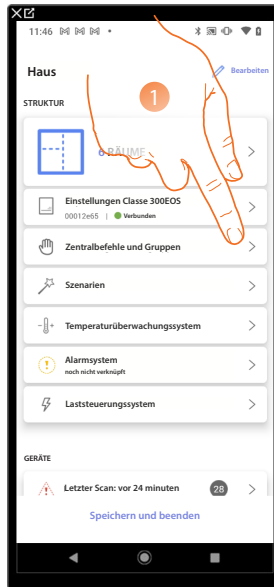 11:46
Haus
Bearbeiten
STRUKTUR
1
6 RÄUME
Einstellungen Classe 300EOS
00012e65 | Verbunden
Zentralbefehle und Gruppen
Szenarien
Temperaturüberwachungssystem
Alarmsystem
noch nicht verknüpft
Laststeuerungssystem
GERÄTE
Letzter Scan: vor 24 minuten
28
Speichern und beenden